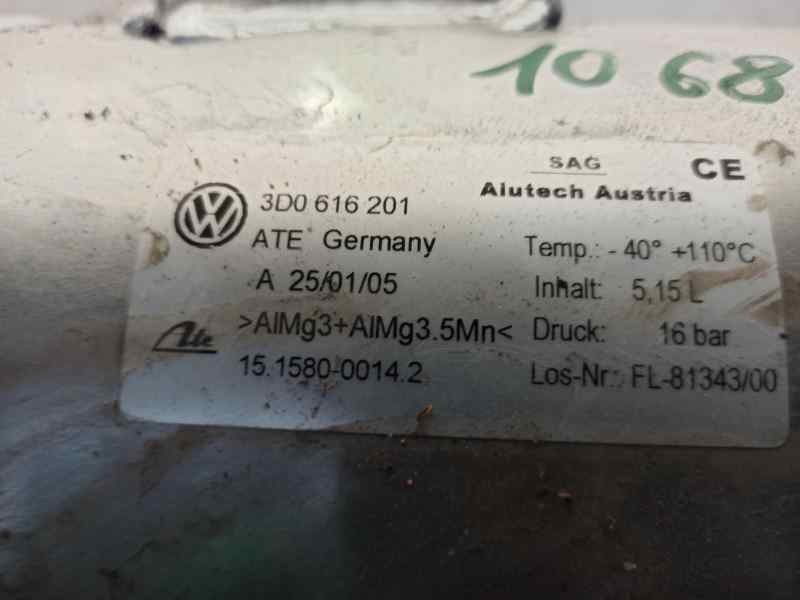 10 68
SAG
CE
Alutech Austria
3D0 616 201
ATE Germany
Temp.: - 40° +110°C
A 25/01/05
Inhalt: 5,15 L
>AlMg3+AlMg3.5Mn<
Druck: 16 bar
Ate
15.1580-0014.2
Los-Nr.: FL-81343/00